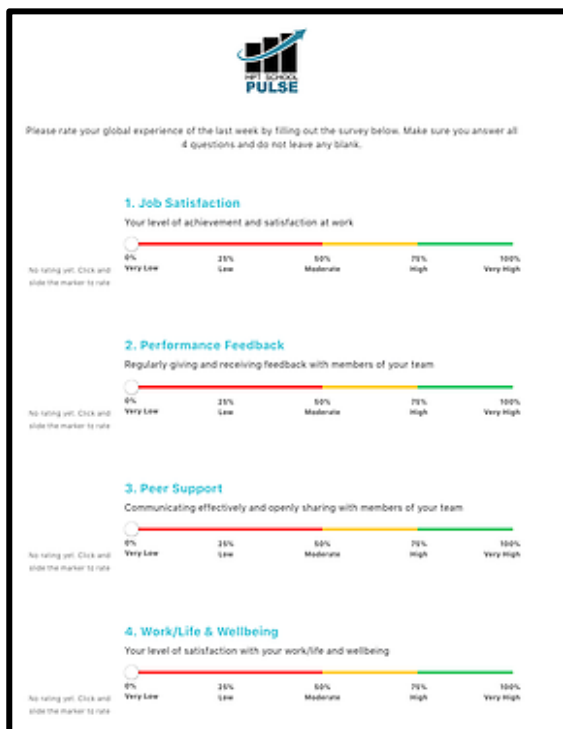 HPT SCHOOL
PULSE
Please rate your global experience of the last week by filling out the survey below. Make sure you answer all
4 questions and do not leave any blank.
1. Job Satisfaction
Your level of achievement and satisfaction at work
0% 25% 50% 75% 100%
Very Low Low Moderate High Very High
No rating yet. Click and
slide the marker to rate
2. Performance Feedback
Regularly giving and receiving feedback with members of your team
0% 25% 50% 75% 100%
Very Low Low Moderate High Very High
No rating yet. Click and
slide the marker to rate
3. Peer Support
Communicating effectively and openly sharing with members of your team
0% 25% 50% 75% 100%
Very Low Low Moderate High Very High
No rating yet. Click and
slide the marker to rate
4. Work/Life & Wellbeing
Your level of satisfaction with your work/life and wellbeing
0% 25% 50% 75% 100%
Very Low Low Moderate High Very High
No rating yet. Click and
slide the marker to rate